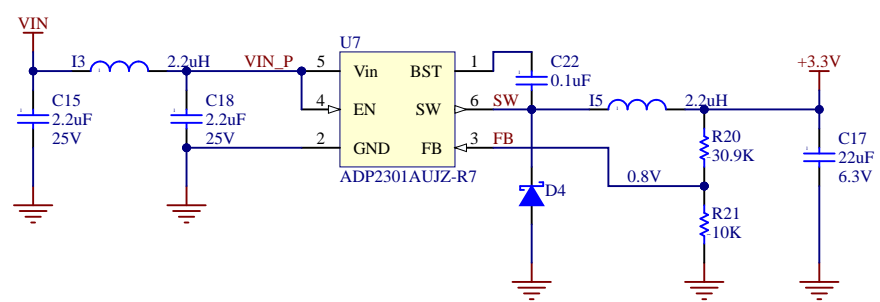 VIN
I3
2.2uH
VIN_P
5
U7
Vin
BST
1
C22
0.1uF
+3.3V
C15
2.2uF
25V
C18
2.2uF
25V
4
EN
SW
6
SW
I5
2.2uH
2
GND
FB
3
FB
R20
30.9K
C17
22uF
6.3V
ADP2301AUJZ-R7
D4
0.8V
R21
10K